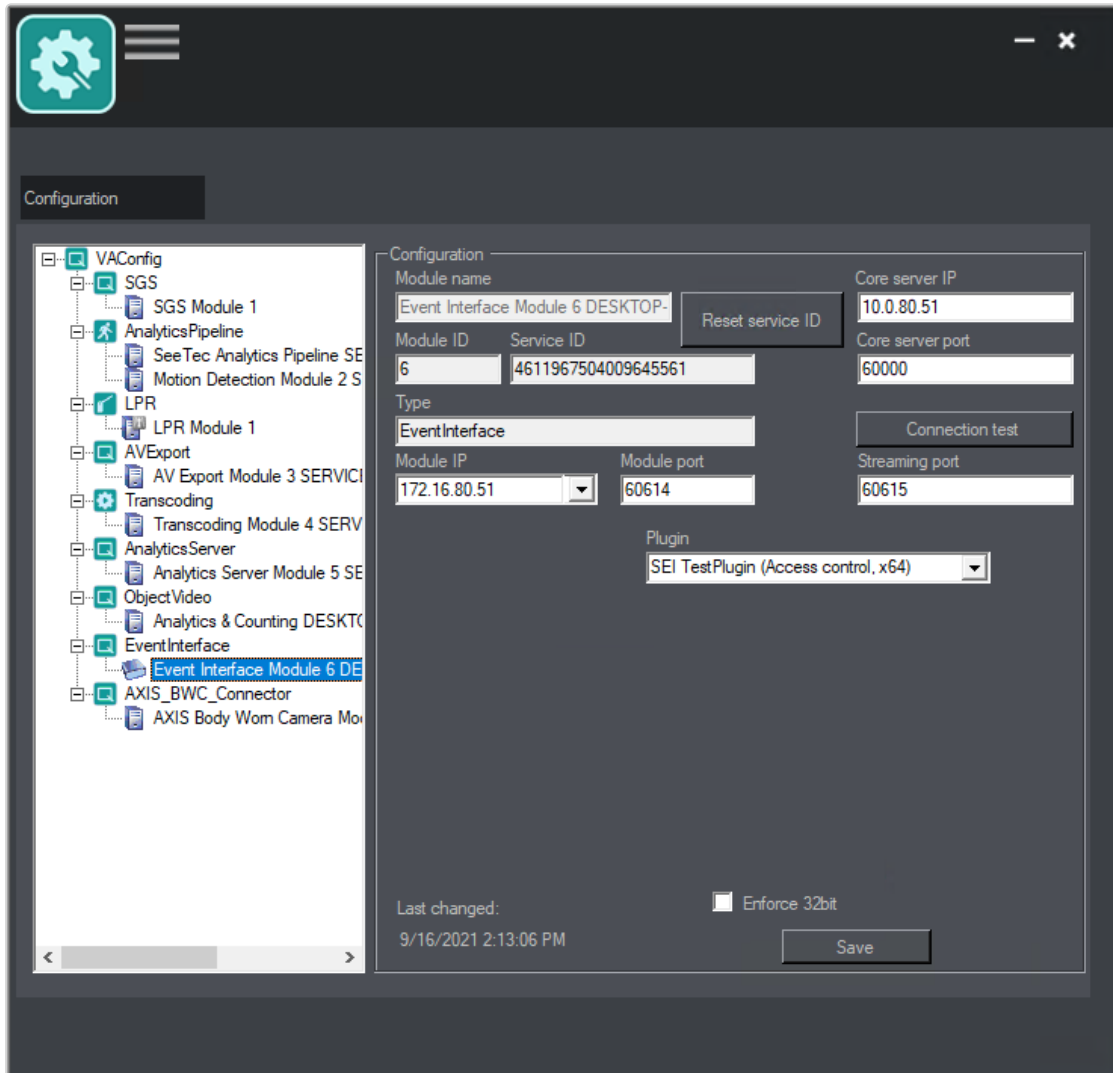 Configuration
VAConfig
SGS
SGS Module 1
AnalyticsPipeline
SeeTec Analytics Pipeline SE
Motion Detection Module 2 S
LPR
LPR Module 1
AVExport
AV Export Module 3 SERVICE
Transcoding
Transcoding Module 4 SERV
AnalyticsServer
Analytics Server Module 5 SE
ObjectVideo
Analytics & Counting DESKTO
EventInterface
Event Interface Module 6 DE
AXIS_BWC_Connector
AXIS Body Worn Camera Mo
Configuration
Module name
Core server IP
Event Interface Module 6 DESKTOP-
Reset service ID
10.0.80.51
Module ID
Service ID
Core server port
6
4611967504009645561
60000
Type
EventInterface
Connection test
Module IP
Module port
Streaming port
172.16.80.51
60614
60615
Plugin
SEI TestPlugin (Access control, x64)
Last changed:
Enforce 32bit
9/16/2021 2:13:06 PM
Save